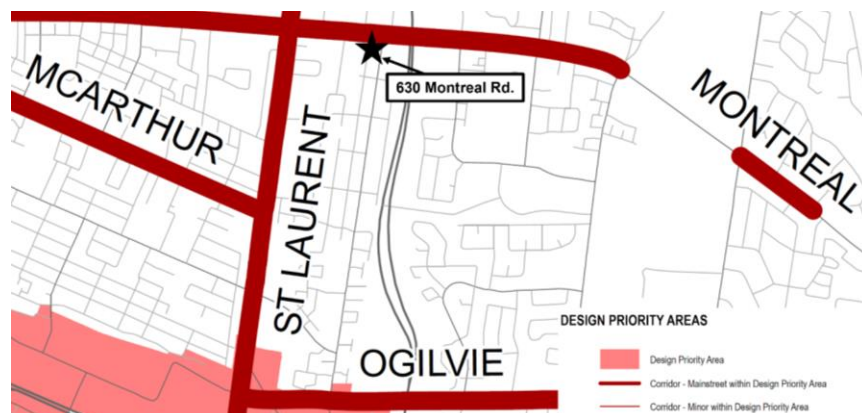 MCARTHUR
ST LAURENT
630 Montreal Rd.
MONTREAL
OGILVIE
DESIGN PRIORITY AREAS
Design Priority Area
Corridor - Mainstreet within Design Priority Area
Corridor - Minor within Design Priority Area